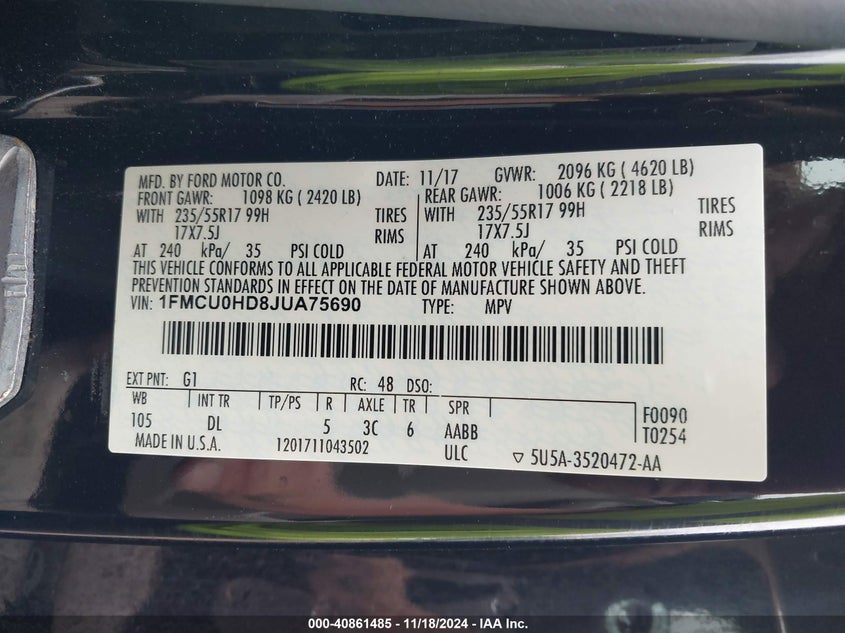 MFD. BY FORD MOTOR CO. DATE: 11/17 GVWR: 2096 KG ( 4620 LB)
FRONT GAWR: 1098 KG ( 2420 LB) REAR GAWR: 1006 KG ( 2218 LB)
WITH 235/55R17 99H TIRES WITH 235/55R17 99H TIRES
17X7.5J RIMS 17X7.5J RIMS
AT 240 kPa/ 35 PSI COLD AT 240 kPa/ 35 PSI COLD
THIS VEHICLE CONFORMS TO ALL APPLICABLE FEDERAL MOTOR VEHICLE SAFETY AND THEFT
PREVENTION STANDARDS IN EFFECT ON THE DATE OF MANUFACTURE SHOWN ABOVE.
VIN: 1FMCU0HD8JUA75690 TYPE: MPV
EXT PNT: G1 RC: 48 DSO:
WB INT TR TP/PS R AXLE TR SPR F0090
105 DL 5 3C 6 AABB T0254
MADE IN U.S.A. 1201711043502 ULC ▽ 5U5A-3520472-AA
000-40861485 - 11/18/2024 - IAA Inc.